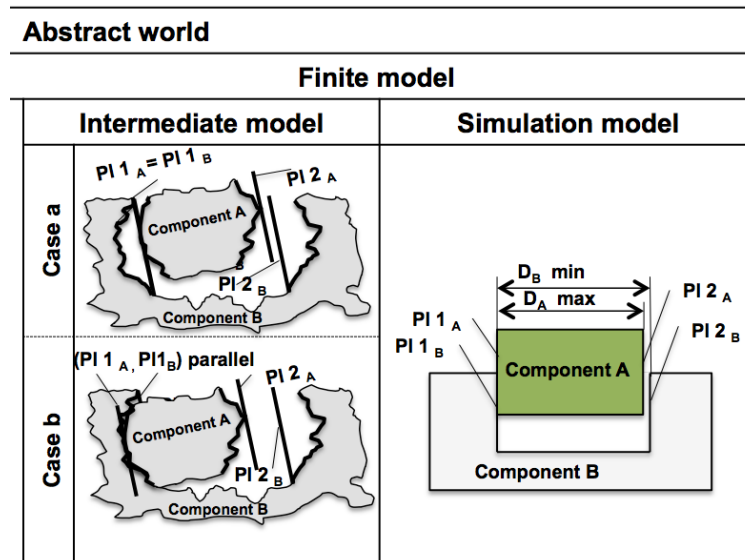 Abstract world
Finite model
Intermediate model
Simulation model
Case a
Pl 1 A = Pl 1 B
Pl 2 A
Component A
Pl 2 B
Component B
Case b
(Pl 1 A, Pl1B) parallel
Pl 2 A
Component A
Pl 2 B
Component B
D B min
D A max
Pl 1 A
Pl 1 B
Pl 2 A
Pl 2 B
Component A
Component B